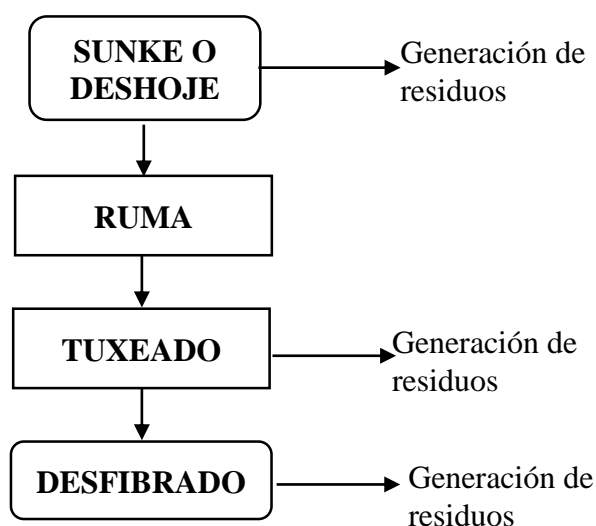 SUNKE O
DESHOJE
Generación de
residuos
RUMA
TUXEADO
Generación de
residuos
DESFIBRADO
Generación de
residuos